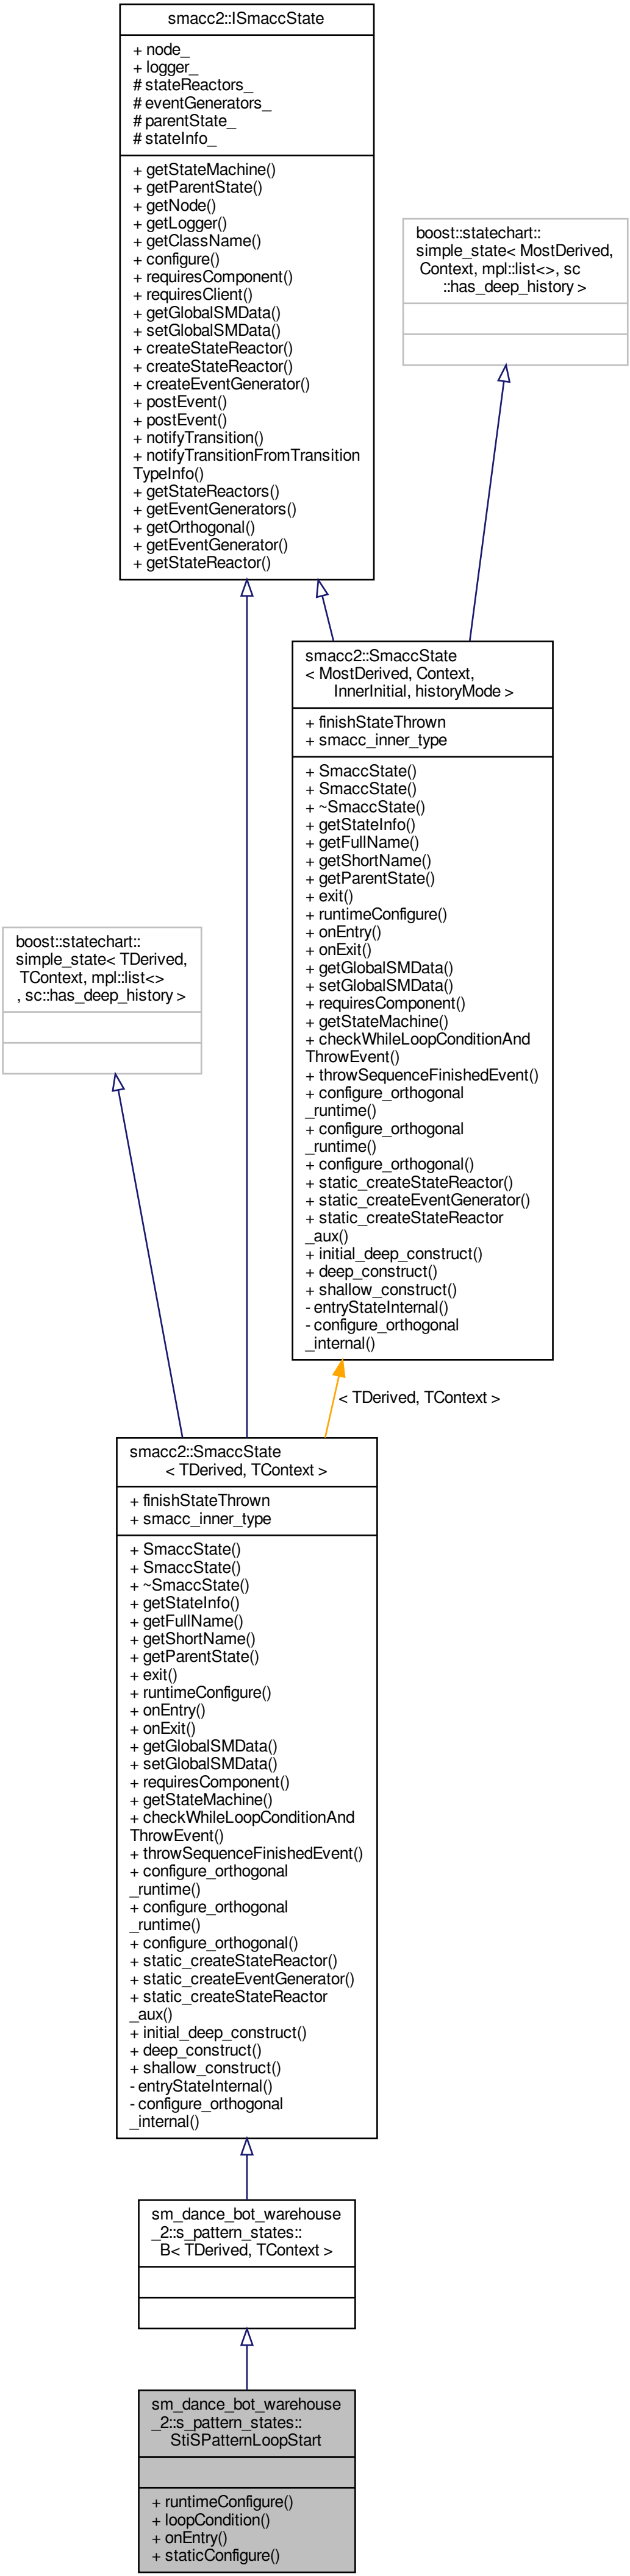 smacc2::ISmaccState
+ node_
+ logger_
# stateReactors_
# eventGenerators_
# parentState_
# stateInfo_
+ getStateMachine()
+ getParentState()
+ getNode()
+ getLogger()
+ getClassName()
+ configure()
+ requiresComponent()
+ requiresClient()
+ getGlobalSMData()
+ setGlobalSMData()
+ createStateReactor()
+ createStateReactor()
+ createEventGenerator()
+ postEvent()
+ postEvent()
+ notifyTransition()
+ notifyTransitionFromTransition
TypeInfo()
+ getStateReactors()
+ getEventGenerators()
+ getOrthogonal()
+ getEventGenerator()
+ getStateReactor()
boost::statechart::
simple_state< MostDerived,
Context, mpl::list<>, sc
::has_deep_history >
smacc2::SmaccState
< MostDerived, Context,
InnerInitial, historyMode >
+ finishStateThrown
+ smacc_inner_type
+ SmaccState()
+ SmaccState()
+ ~SmaccState()
+ getStateInfo()
+ getFullName()
+ getShortName()
+ getParentState()
+ exit()
+ runtimeConfigure()
+ onEntry()
+ onExit()
+ getGlobalSMData()
+ setGlobalSMData()
+ requiresComponent()
+ getStateMachine()
+ checkWhileLoopConditionAnd
ThrowEvent()
+ throwSequenceFinishedEvent()
+ configure_orthogonal
_runtime()
+ configure_orthogonal
_runtime()
+ configure_orthogonal()
+ static_createStateReactor()
+ static_createEventGenerator()
+ static_createStateReactor
_aux()
+ initial_deep_construct()
+ deep_construct()
+ shallow_construct()
- entryStateInternal()
- configure_orthogonal
_internal()
boost::statechart::
simple_state< TDerived,
TContext, mpl::list<>
, sc::has_deep_history >
< TDerived, TContext >
smacc2::SmaccState
< TDerived, TContext >
+ finishStateThrown
+ smacc_inner_type
+ SmaccState()
+ SmaccState()
+ ~SmaccState()
+ getStateInfo()
+ getFullName()
+ getShortName()
+ getParentState()
+ exit()
+ runtimeConfigure()
+ onEntry()
+ onExit()
+ getGlobalSMData()
+ setGlobalSMData()
+ requiresComponent()
+ getStateMachine()
+ checkWhileLoopConditionAnd
ThrowEvent()
+ throwSequenceFinishedEvent()
+ configure_orthogonal
_runtime()
+ configure_orthogonal
_runtime()
+ configure_orthogonal()
+ static_createStateReactor()
+ static_createEventGenerator()
+ static_createStateReactor
_aux()
+ initial_deep_construct()
+ deep_construct()
+ shallow_construct()
- entryStateInternal()
- configure_orthogonal
_internal()
sm_dance_bot_warehouse
_2::s_pattern_states::
B< TDerived, TContext >
sm_dance_bot_warehouse
_2::s_pattern_states::
StiSPatternLoopStart
+ runtimeConfigure()
+ loopCondition()
+ onEntry()
+ staticConfigure()